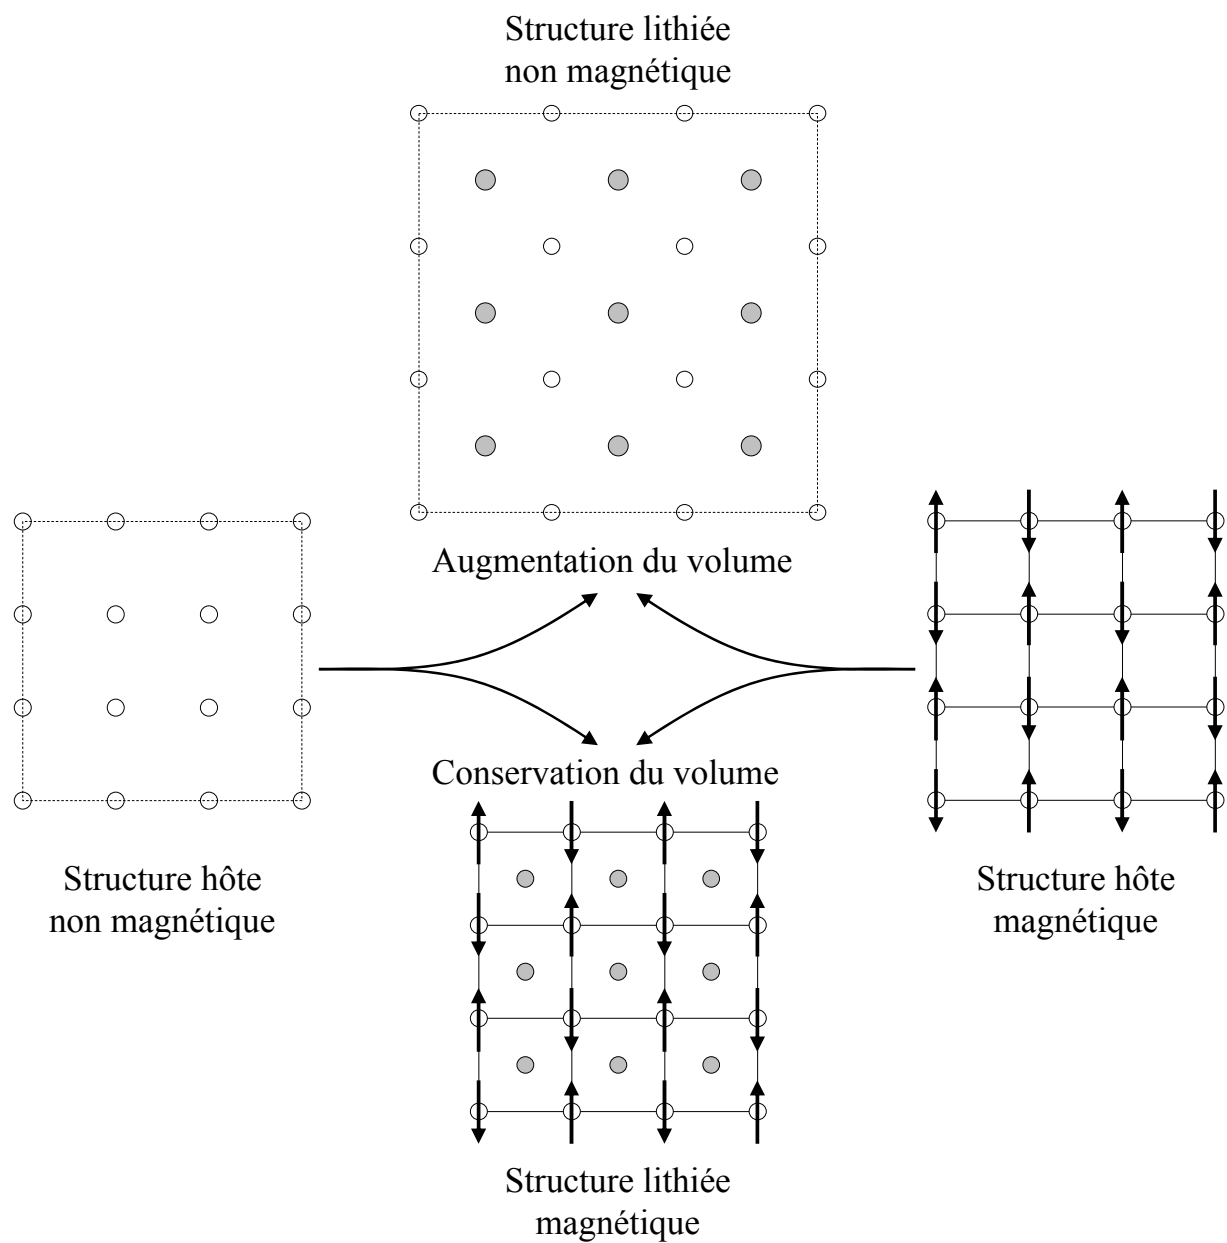 Structure lithiée
non magnétique
Augmentation du volume
Conservation du volume
Structure hôte
non magnétique
Structure hôte
magnétique
Structure lithiée
magnétique